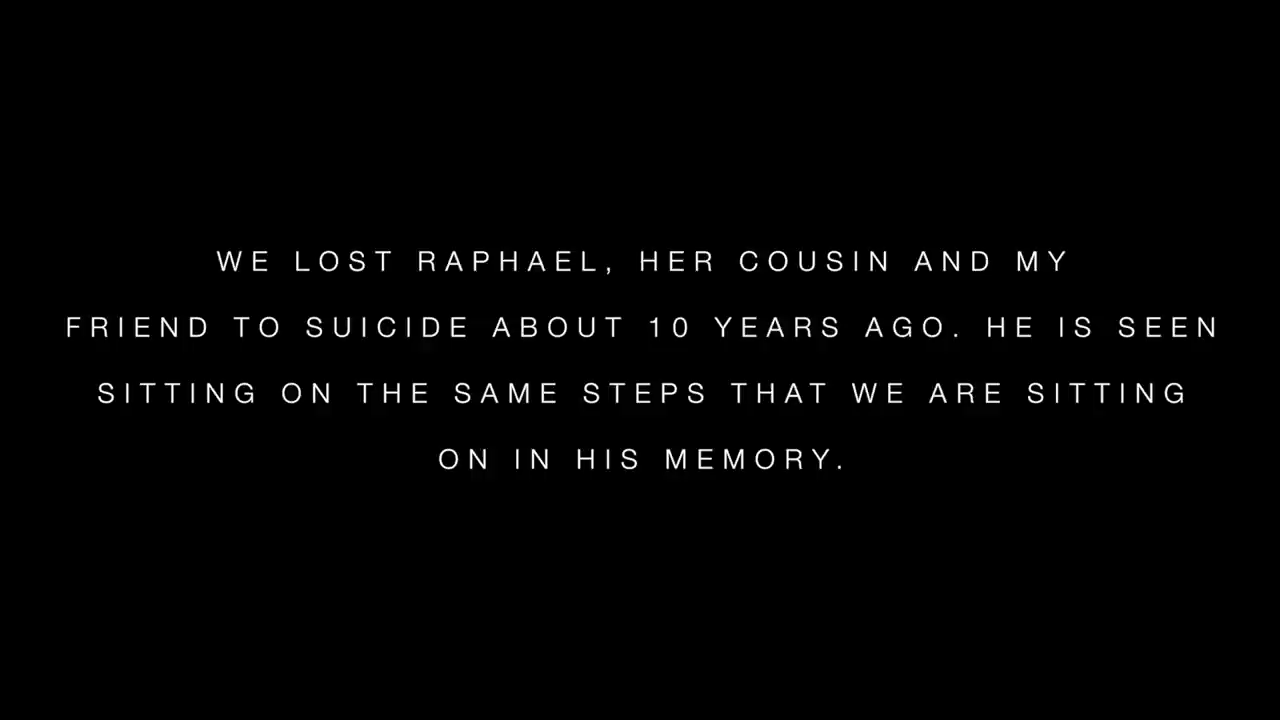 WE LOST RAPHAEL, HER COUSIN AND MY
FRIEND TO SUICIDE ABOUT 10 YEARS AGO. HE IS SEEN
SITTING ON THE SAME STEPS THAT WE ARE SITTING
ON IN HIS MEMORY.